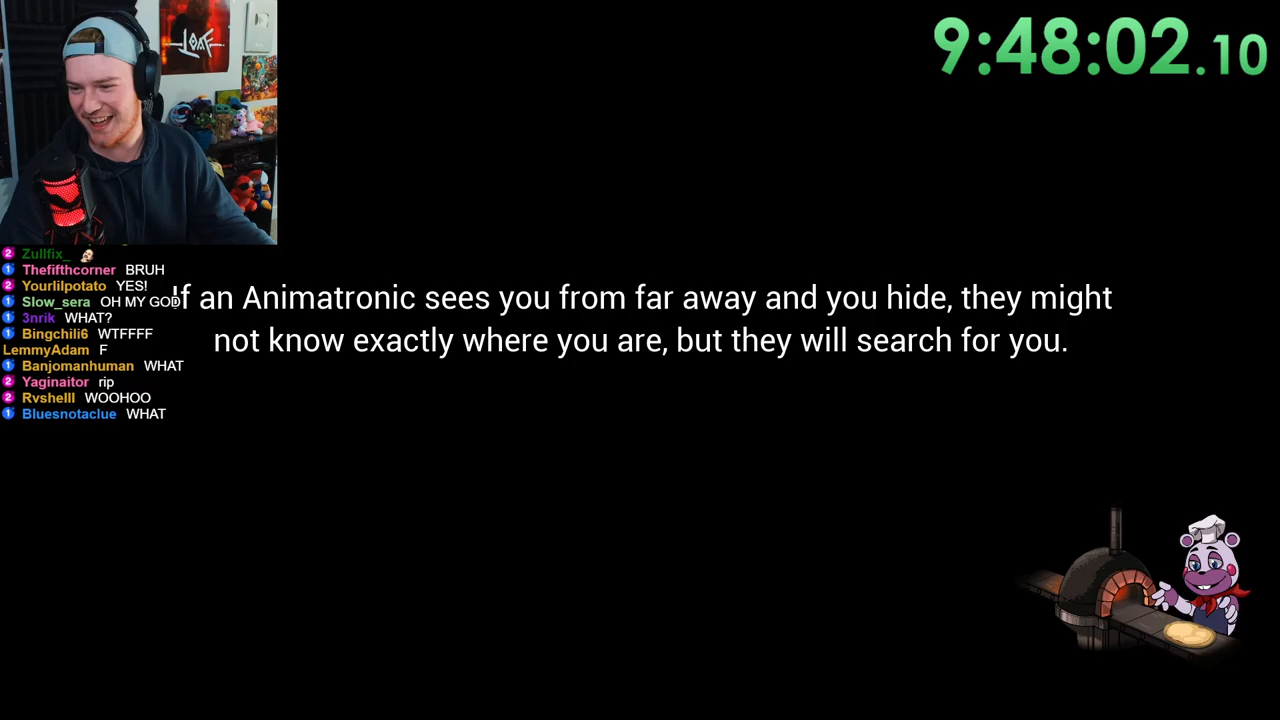 LOAF
9:48:02.10
Zullfix_
Thefifthcorner BRUH
Yourlilpotato YES!
Slow_sera OH MY GOD
3nrik WHAT?
Bingchili6 WTFFFF
LemmyAdam F
Banjomanhuman WHAT
Yaginaitor rip
Rvshelll WOOHOO
Bluesnotaclue WHAT
If an Animatronic sees you from far away and you hide, they might
not know exactly where you are, but they will search for you.